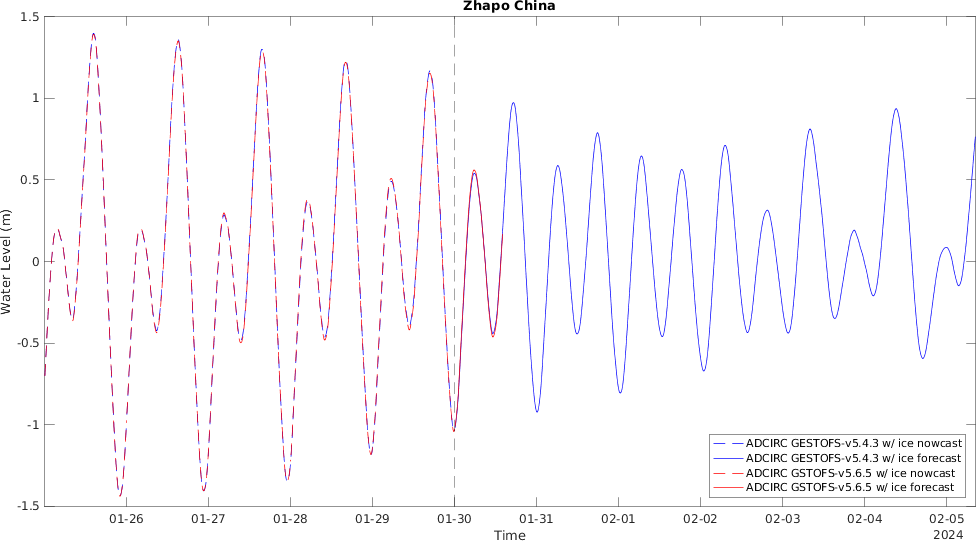 Zhapo China
1.5
1
0.5
0
-0.5
-1
-1.5
Water Level (m)
01-26 01-27 01-28 01-29 01-30 01-31 02-01 02-02 02-03 02-04 02-05
Time
2024
ADCIRC GESTOFS-v5.4.3 w/ ice nowcast
ADCIRC GESTOFS-v5.4.3 w/ ice forecast
ADCIRC GSTOFS-v5.6.5 w/ ice nowcast
ADCIRC GSTOFS-v5.6.5 w/ ice forecast